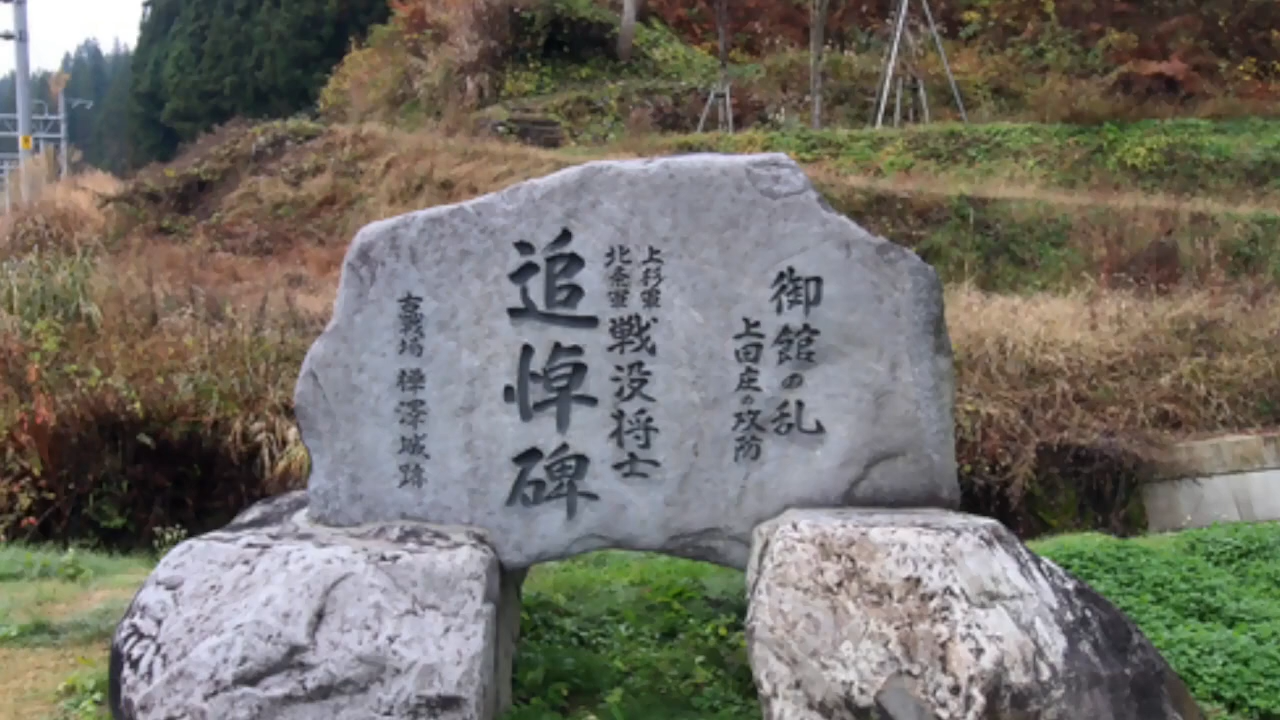 御館の乱
上田庄の攻防
上杉軍
北条軍
戦没将士
追悼碑
古戦場 樺澤城跡